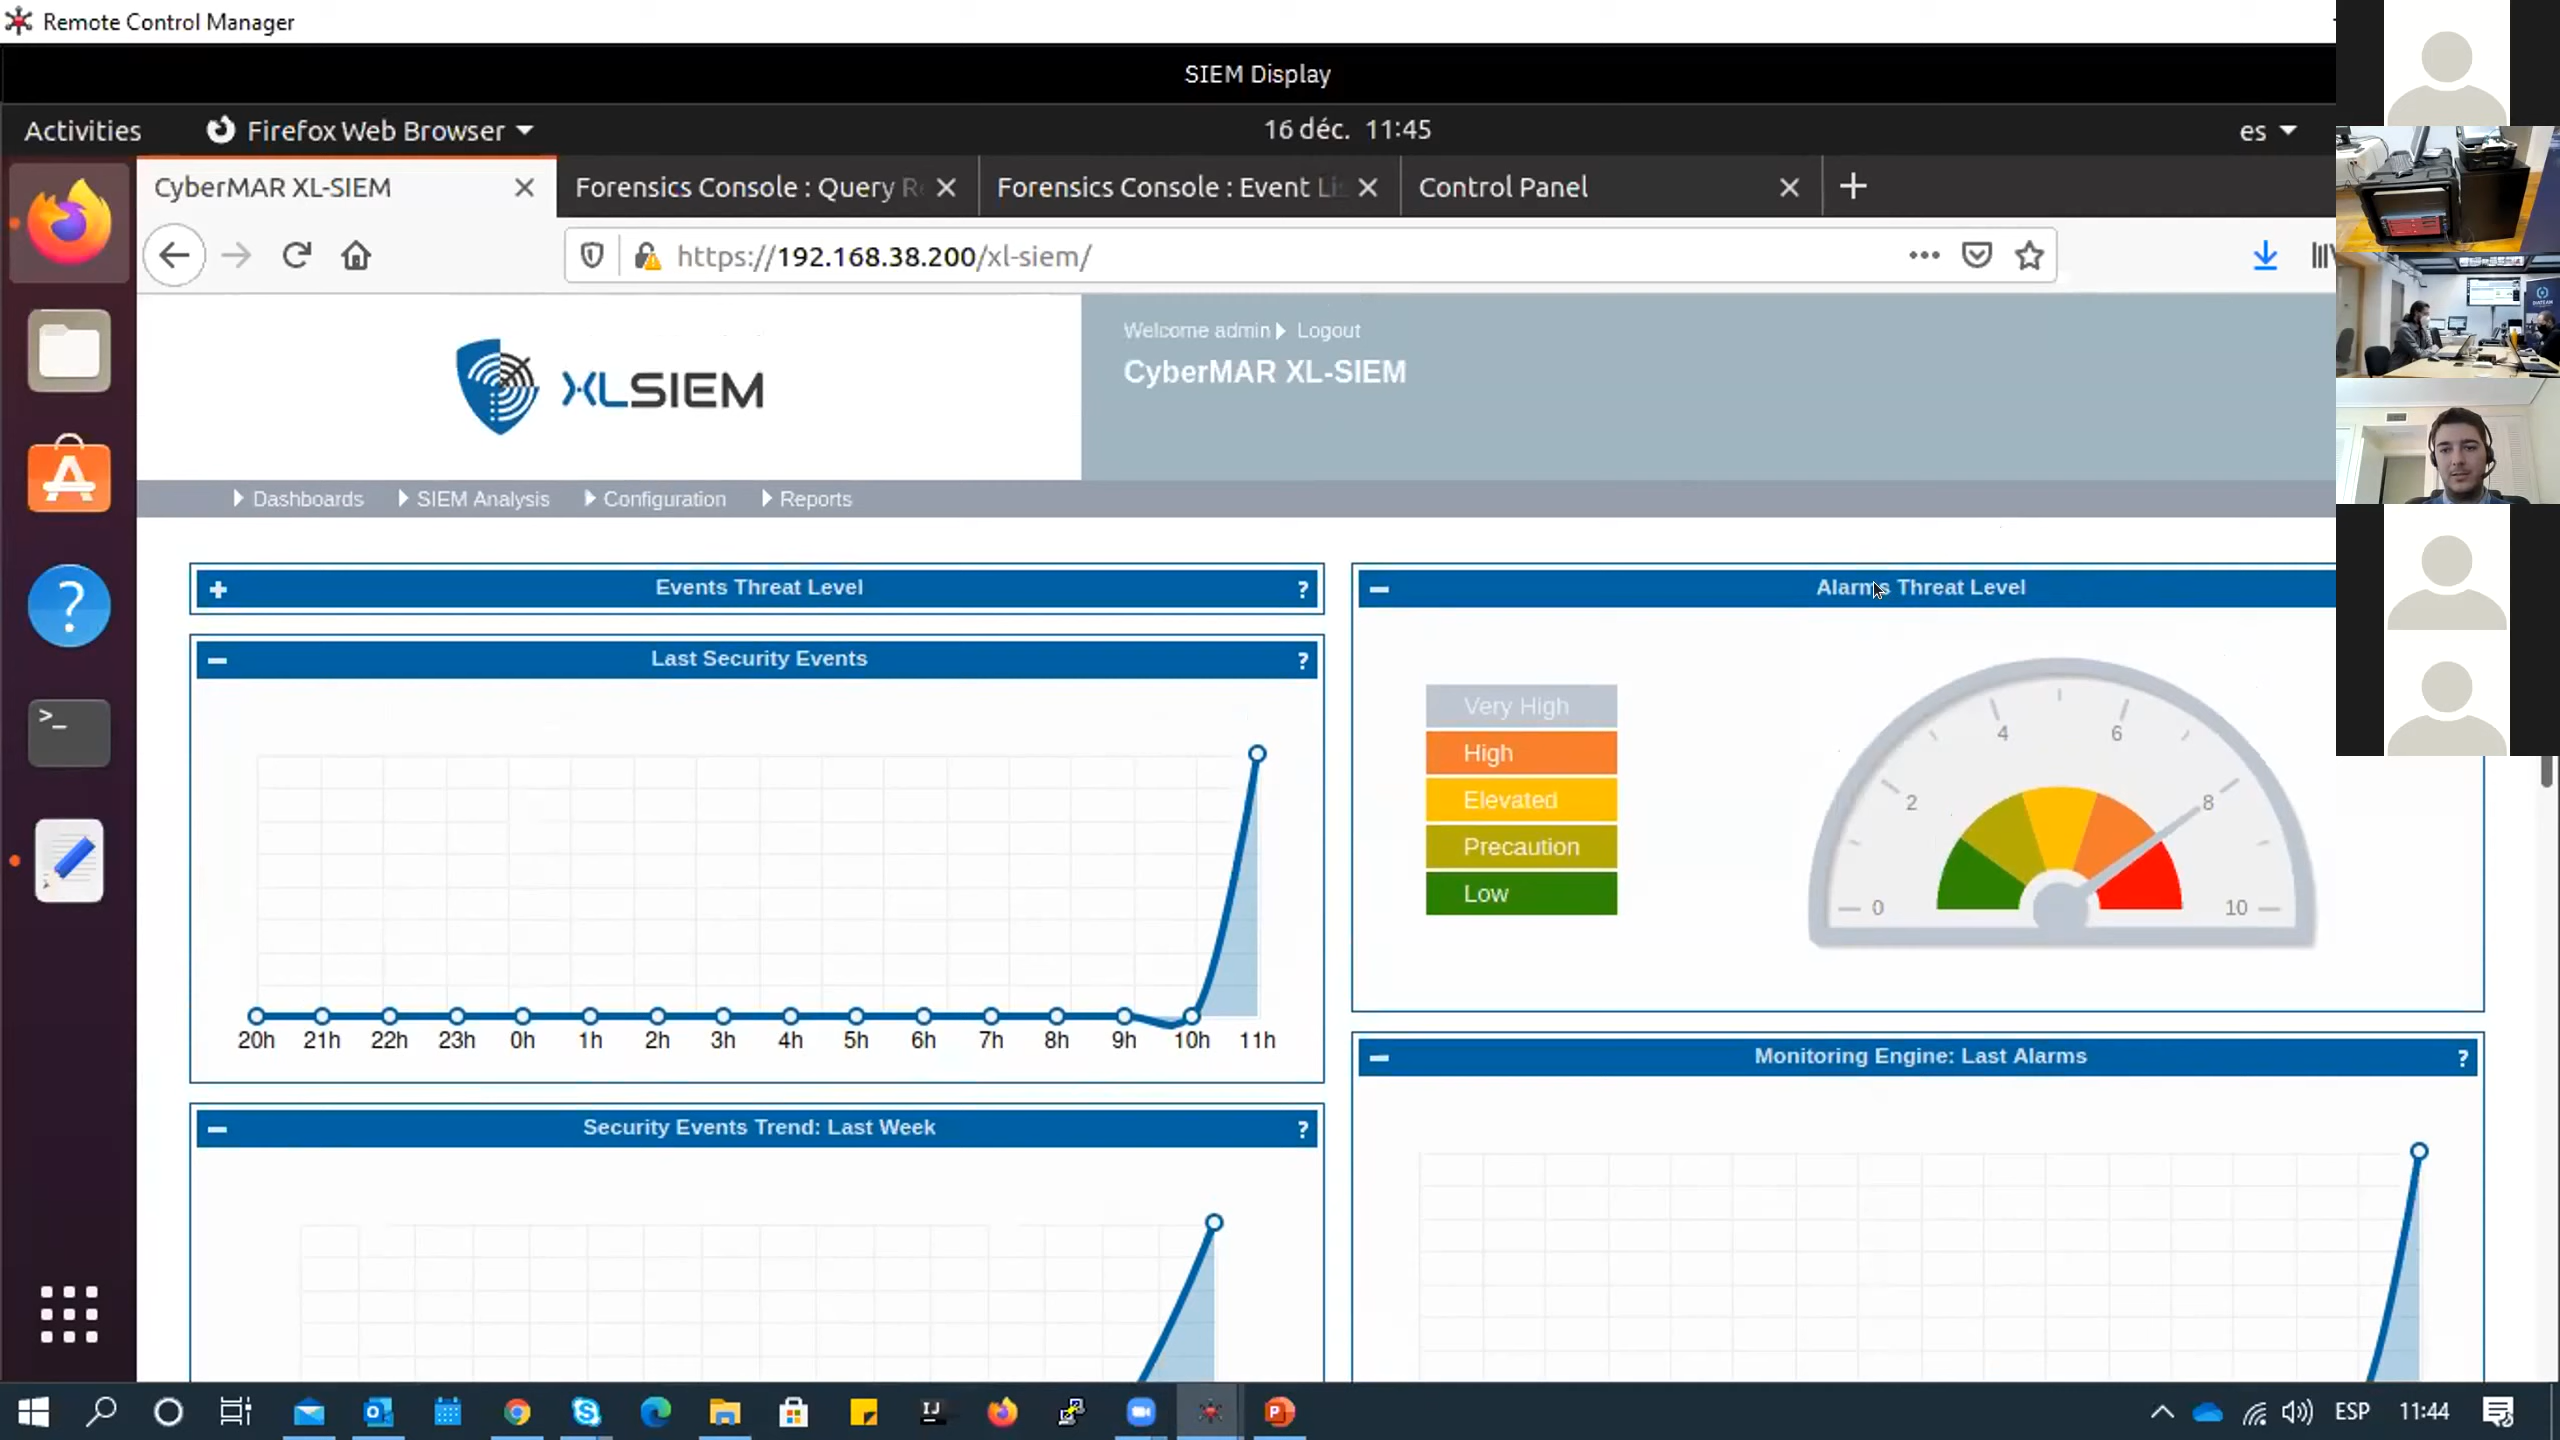 Remote Control Manager
SIEM Display
Activities Firefox Web Browser 16 déc. 11:45 es
CyberMAR XL-SIEM Forensics Console : Query R Forensics Console : Event Li Control Panel
https://192.168.38.200/xl-siem/
XLSIEM
Welcome admin Logout
CyberMAR XL-SIEM
Dashboards SIEM Analysis Configuration Reports
Events Threat Level ?
Last Security Events ?
20h 21h 22h 23h 0h 1h 2h 3h 4h 5h 6h 7h 8h 9h 10h 11h
Security Events Trend: Last Week ?
Alarms Threat Level
Very High
High
Elevated
Precaution
Low
0 2 4 6 8 10
Monitoring Engine: Last Alarms ?
ESP 11:44